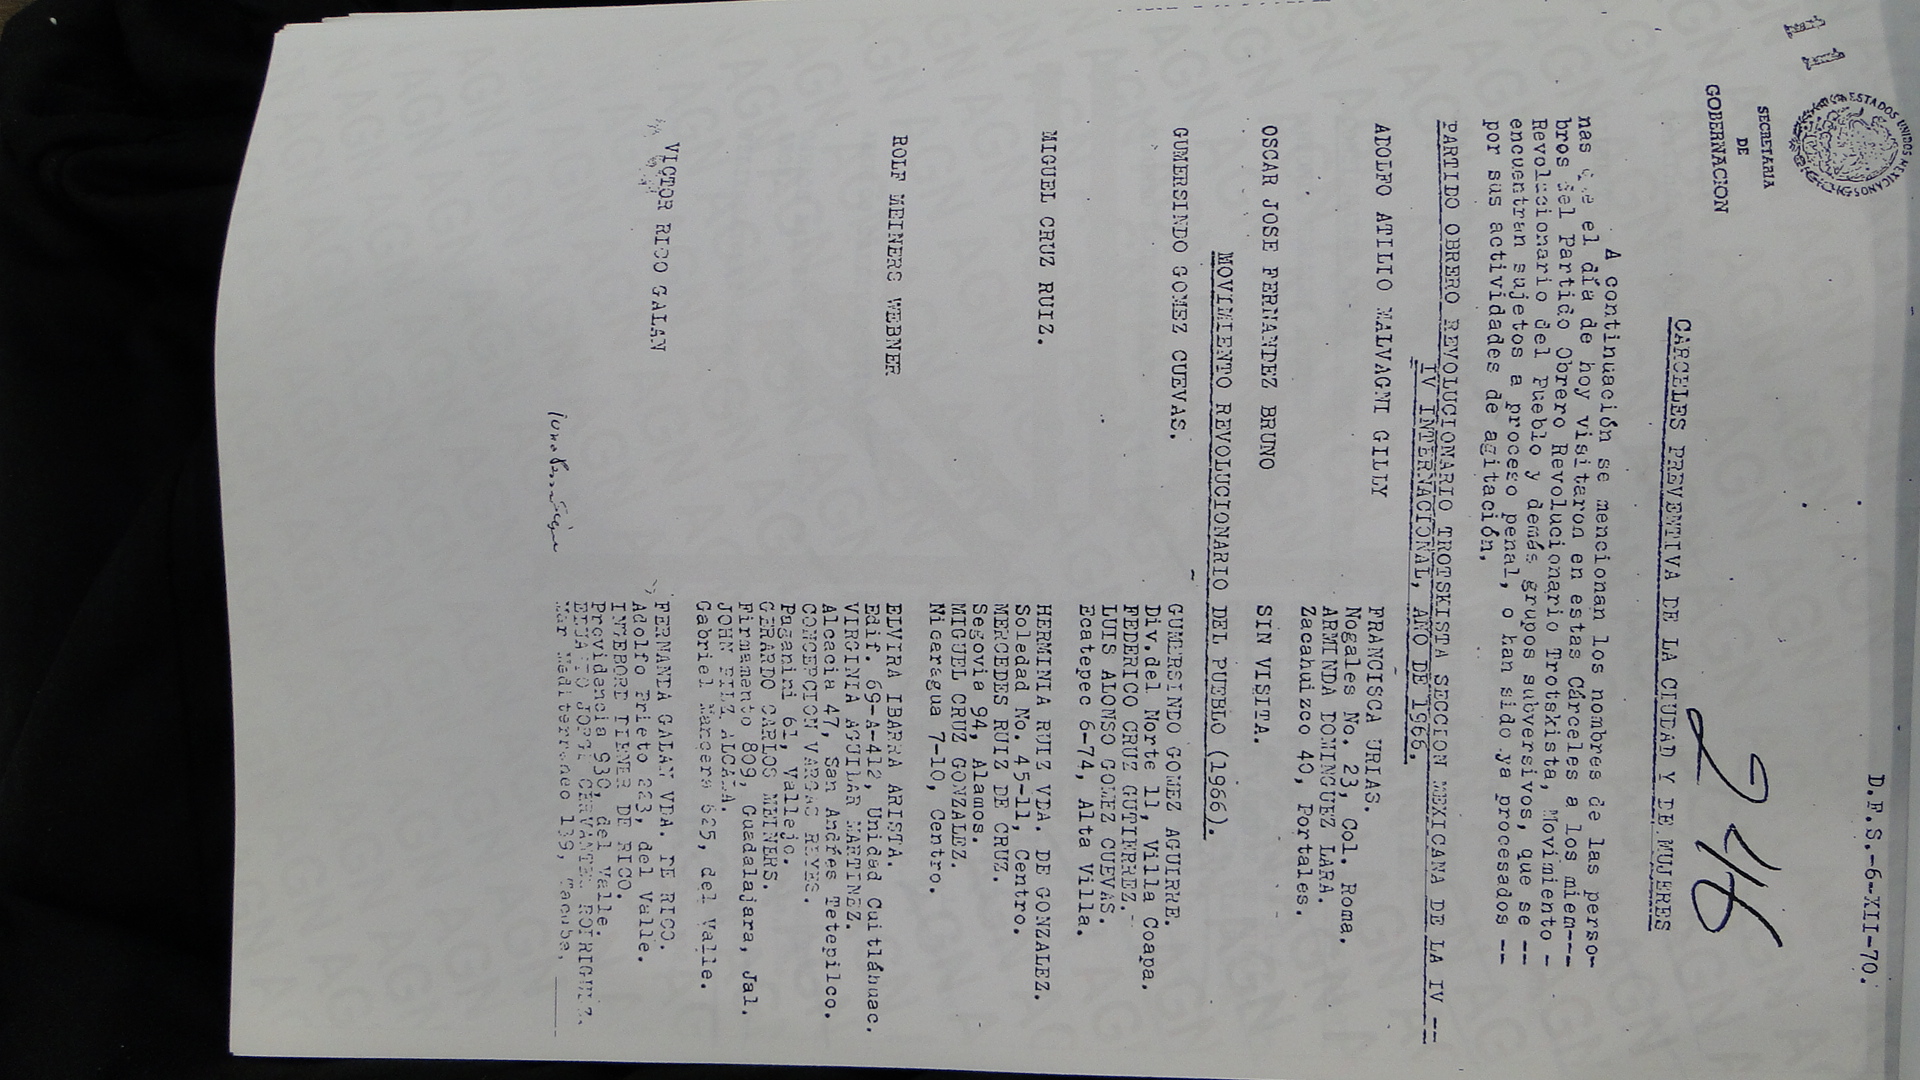 D.F.S.-6-XII-70.
11
ESTADOS UNIDOS MEXICANOS
SECRETARIA
DE
GOBERNACION
246
CARCELES PREVENTIVA DE LA CIUDAD Y DE MUJERES
A continuación se mencionan los nombres de las perso-
nas que el día de hoy visitaron en estas Cárceles a los miem---
bros del Partido Obrero Revolucionario Trotskista, Movimiento -
Revolucionario del Pueblo y demás grupos subversivos, que se --
encuentran sujetos a proceso penal, o han sido ya procesados --
por sus actividades de agitación.
PARTIDO OBRERO REVOLUCIONARIO TROTSKISTA SECCION MEXICANA DE LA IV --
IV INTERNACIONAL, AÑO DE 1966.
ADOLFO ATILIO MALVAGNI GILLY
FRANCISCA URIAS.
Nogales No. 23, Col. Roma.
ARMINDA DOMINGUEZ LARA.
Zacahuizco 40, Portales.
OSCAR JOSE FERNANDEZ BRUNO
SIN VISITA.
MOVIMIENTO REVOLUCIONARIO DEL PUEBLO (1966).
GUMERSINDO GOMEZ CUEVAS.
GUMERSINDO GOMEZ AGUIRRE.
Div.del Norte 11, Villa Coapa.
FEDERICO CRUZ GUTIERREZ.-
LUIS ALONSO GOMEZ CUEVAS.
Ecatepec 6-74, Alta Villa.
MIGUEL CRUZ RUIZ.
HERMINIA RUIZ VDA. DE GONZALEZ.
Soledad No. 45-11, Centro.
MERCEDES RUIZ DE CRUZ.
Segovia 94, Alamos.
MIGUEL CRUZ GONZALEZ.
Nicaragua 7-10, Centro.
ROLF MEINERS WEBNER
ELVIRA IBARRA ARISTA.
Edif. 69-A-412, Unidad Cuitláhuac.
VIRGINIA AGUILAR MARTINEZ.
Alcacia 47, San Andŕes Tetepilco.
CONCEPCION VARGAS REYES.
Paganini 61, Vallejo.
GERARDO CARLOS MEINERS.
Firmamento 809, Guadalajara, Jal.
JOHN PILZ ALCALA.
Gabriel Mancera 625, del Valle.
VICTOR RICO GALAN
FERNANDA GALAN VDA. DE RICO.
Adolfo Prieto 223, del Valle.
INGEBORD DIENER DE RICO.
Providencia 930, del Valle.
JORGE CERVANTES RODRIGUEZ.
Mar Mediterraneo 139, Tacuba,